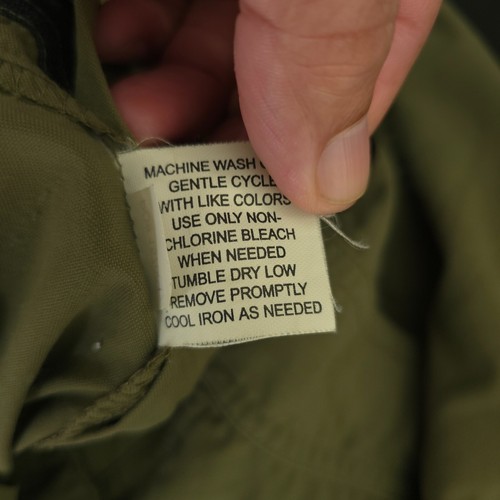 MACHINE WASH
GENTLE CYCLE
WITH LIKE COLORS
USE ONLY NON-
CHLORINE BLEACH
WHEN NEEDED
TUMBLE DRY LOW
REMOVE PROMPTLY
COOL IRON AS NEEDED